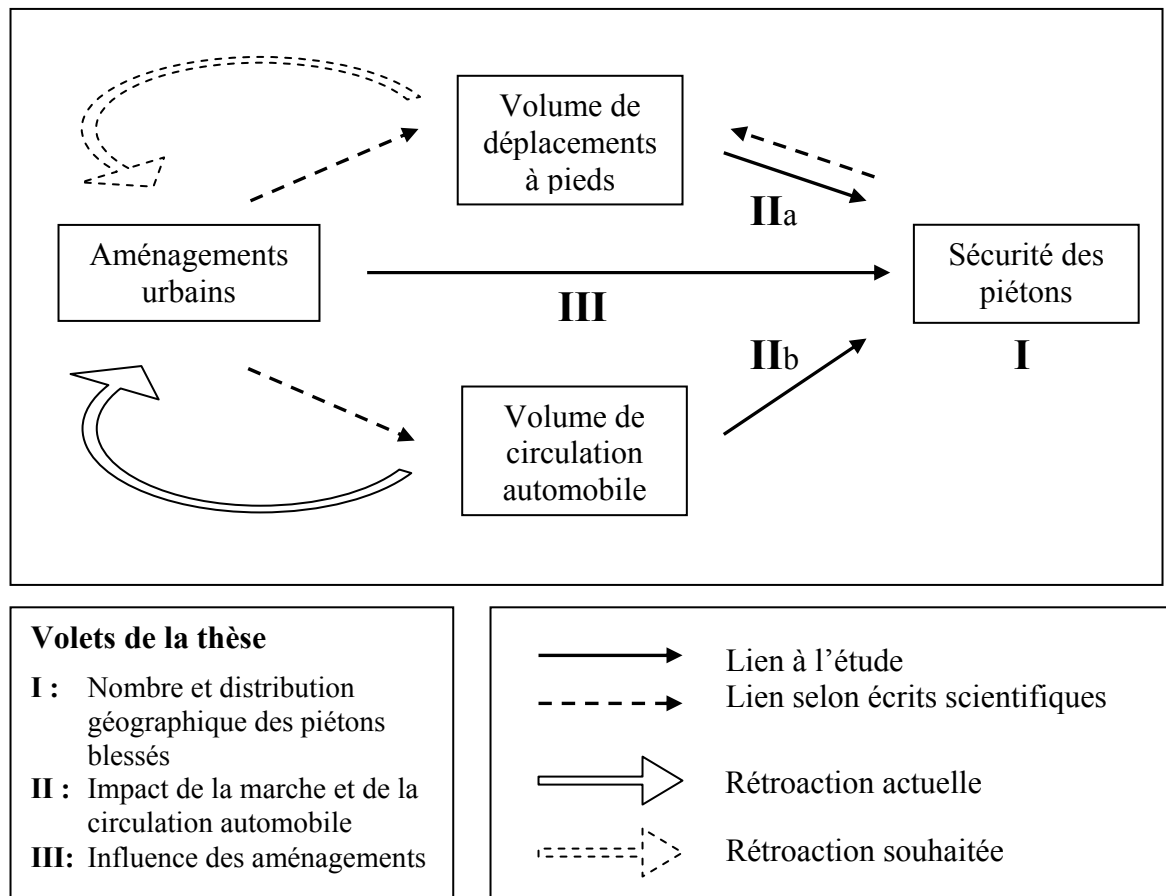 Volume de
déplacements
à pieds
IIa
Aménagements
urbains
Sécurité des
piétons
III
IIb
I
Volume de
circulation
automobile
Volets de la thèse
I : Nombre et distribution
géographique des piétons
blessés
II : Impact de la marche et de la
circulation automobile
III: Influence des aménagements
Lien à l'étude
Lien selon écrits scientifiques
Rétroaction actuelle
Rétroaction souhaitée